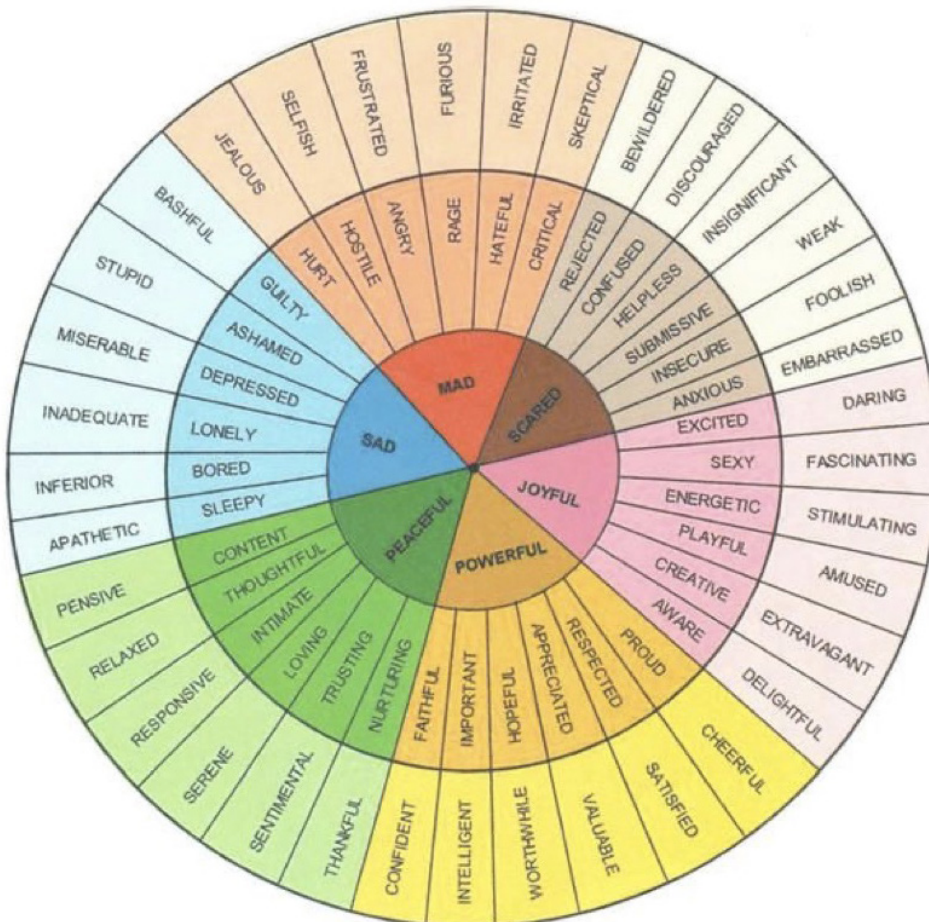 MAD
HURT
HOSTILE
ANGRY
RAGE
HATEFUL
CRITICAL
JEALOUS
SELFISH
FRUSTRATED
FURIOUS
IRRITATED
SKEPTICAL
SCARED
REJECTED
CONFUSED
HELPLESS
SUBMISSIVE
INSECURE
ANXIOUS
BEWILDERED
DISCOURAGED
INSIGNIFICANT
WEAK
FOOLISH
EMBARRASSED
JOYFUL
EXCITED
SEXY
ENERGETIC
PLAYFUL
CREATIVE
AWARE
DARING
FASCINATING
STIMULATING
AMUSED
EXTRAVAGANT
DELIGHTFUL
POWERFUL
PROUD
RESPECTED
APPRECIATED
HOPEFUL
IMPORTANT
FAITHFUL
CHEERFUL
SATISFIED
VALUABLE
WORTHWHILE
INTELLIGENT
CONFIDENT
PEACEFUL
NURTURING
TRUSTING
LOVING
INTIMATE
THOUGHTFUL
CONTENT
THANKFUL
SENTIMENTAL
SERENE
RESPONSIVE
RELAXED
PENSIVE
SAD
SLEEPY
BORED
LONELY
DEPRESSED
ASHAMED
GUILTY
APATHETIC
INFERIOR
INADEQUATE
MISERABLE
STUPID
BASHFUL